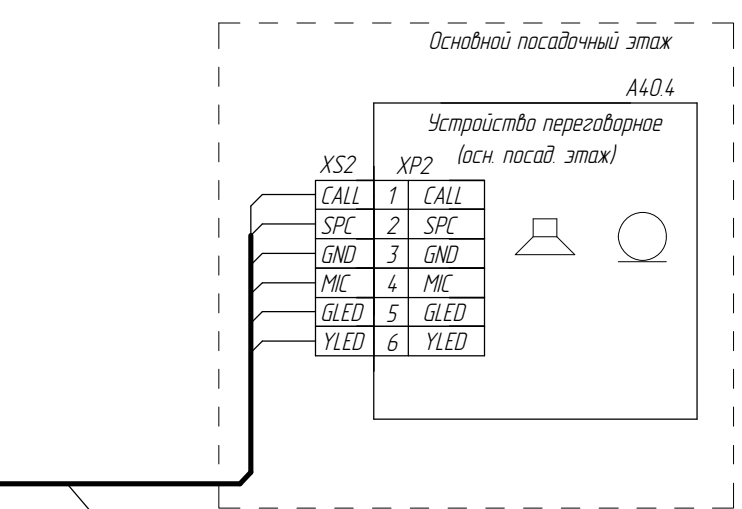 Основной посадочный этаж
А40.4
Устройство переговорное
(осн. посад. этаж)
XS2 XP2
CALL 1 CALL
SPC 2 SPC
GND 3 GND
MIC 4 MIC
GLED 5 GLED
YLED 6 YLED